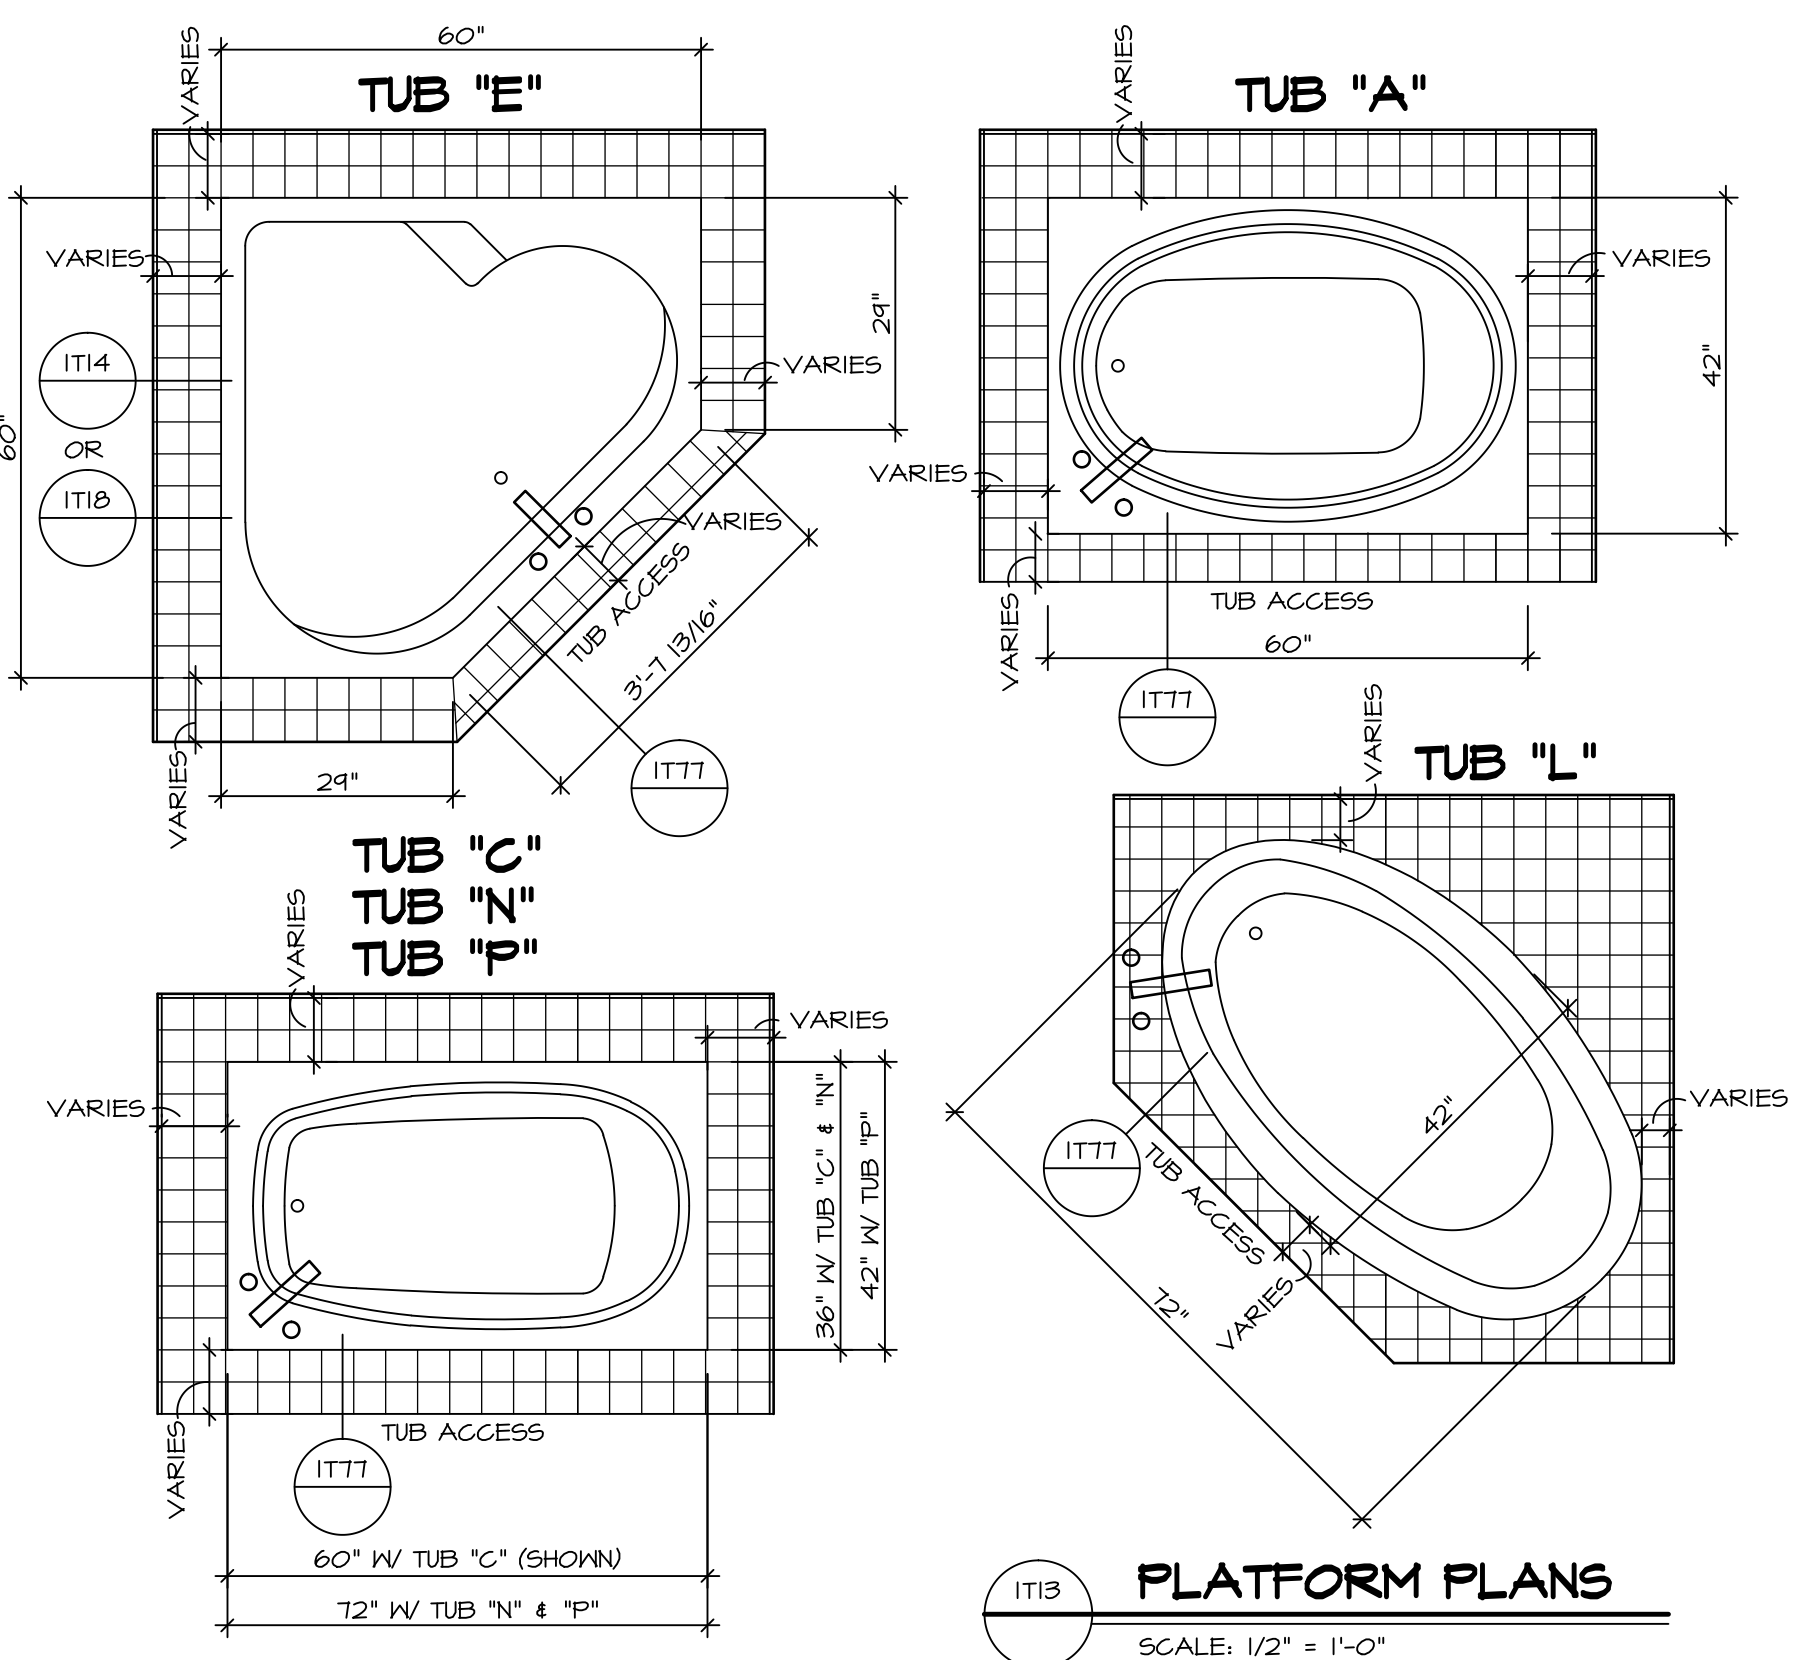 60"
VARIES
TUB "E"
VARIES
29"
VARIES
1T14
OR
1T18
60"
VARIES
TUB ACCESS
3'-7 13/16"
1T77
29"
VARIES
VARIES
TUB "A"
VARIES
42"
VARIES
VARIES
TUB ACCESS
60"
1T77
TUB "C"
TUB "N"
TUB "P"
VARIES
VARIES
VARIES
36" W/ TUB "C" & "N"
42" W/ TUB "P"
VARIES
TUB ACCESS
1T77
60" W/ TUB "C" (SHOWN)
72" W/ TUB "N" & "P"
VARIES
TUB "L"
VARIES
42"
1T77
TUB ACCESS
VARIES
72"
1T13
PLATFORM PLANS
SCALE: 1/2" = 1'-0"